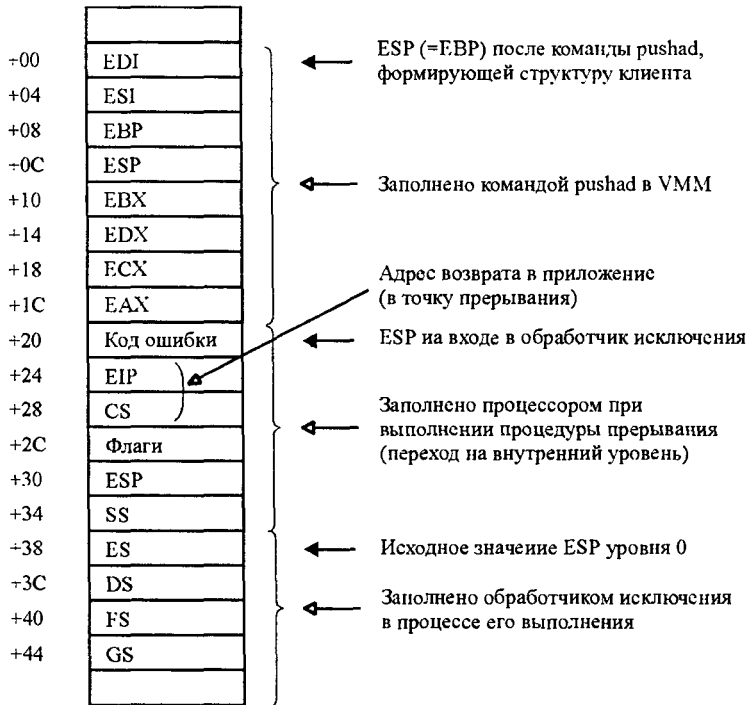 +00 EDI
ESP (=EBP) после команды pushad,
формирующей структуру клиента
+04 ESI
+08 EBP
+0C ESP
+10 EBX
Заполнено командой pushad в VMM
+14 EDX
+18 ECX
Адрес возврата в приложение
(в точку прерывания)
+1C EAX
+20 Код ошибки
ESP иа входе в обработчик исключения
+24 EIP
+28 CS
Заполнено процессором при
выполнении процедуры прерывания
(переход на внутренний уровень)
+2C Флаги
+30 ESP
+34 SS
+38 ES
Исходное значение ESP уровня 0
+3C DS
Заполнено обработчиком исключения
в процессе его выполнения
+40 FS
+44 GS